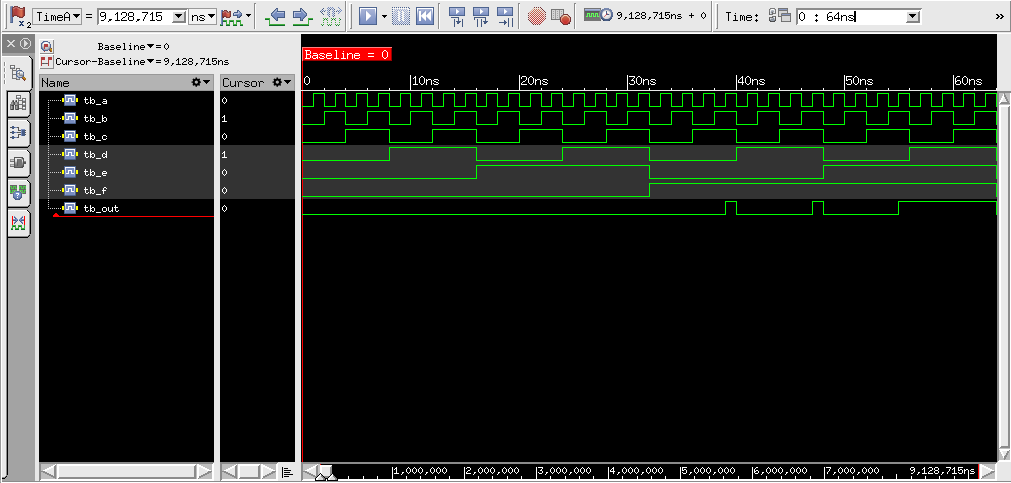 x2 TimeA = 9,128,715 ns 9,128,715ns + 0 Time: 0 : 64ns »
Baseline = 0
Cursor-Baseline = 9,128,715ns
Baseline = 0
Name Cursor 0 10ns 20ns 30ns 40ns 50ns 60ns
tb_a 0
tb_b 1
tb_c 0
tb_d 1
tb_e 0
tb_f 0
tb_out 0
1,000,000 2,000,000 3,000,000 4,000,000 5,000,000 6,000,000 7,000,000 9,128,715ns